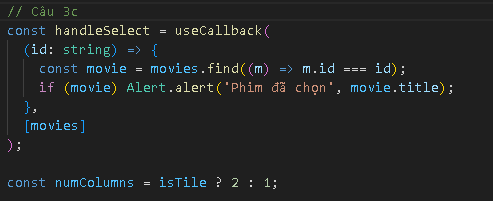 // Câu 3c
const handleSelect = useCallback(
  (id: string) => {
    const movie = movies.find((m) => m.id === id);
    if (movie) Alert.alert('Phim đã chọn', movie.title);
  },
  [movies]
);

const numColumns = isTile ? 2 : 1;